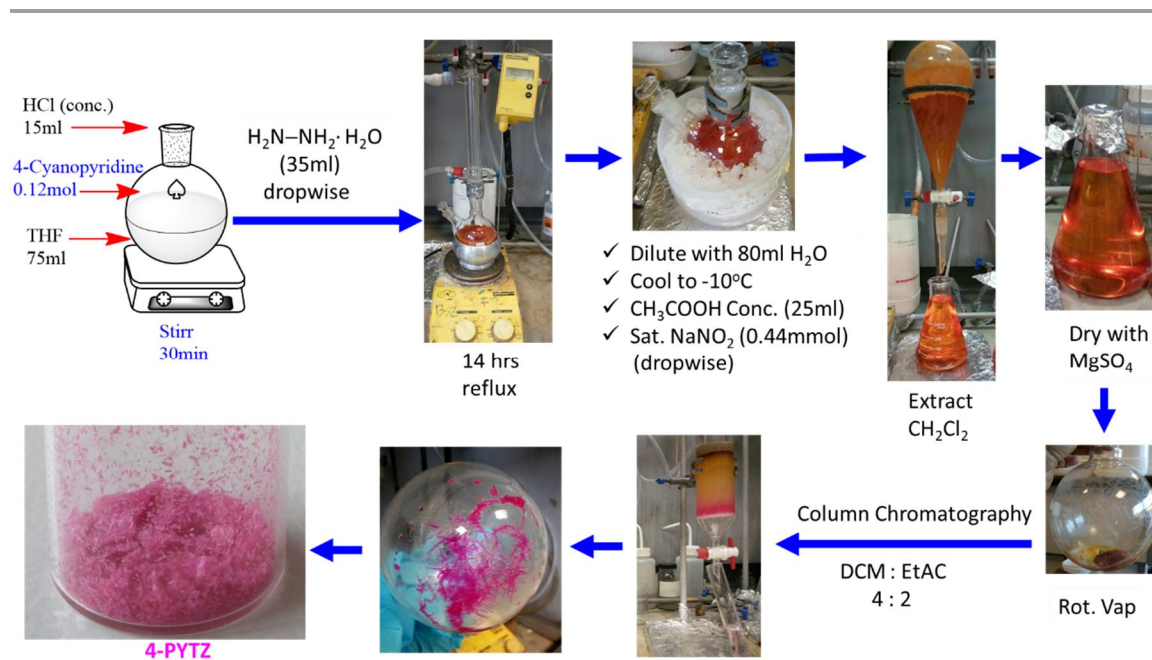 HCl (conc.)
15ml
4-Cyanopyridine
0.12mol
THF
75ml
Stirr
30min
H₂N–NH₂· H₂O
(35ml)
dropwise
14 hrs
reflux
✓ Dilute with 80ml H₂O
✓ Cool to -10ᵒC
✓ CH₃COOH Conc. (25ml)
✓ Sat. NaNO₂ (0.44mmol)
(dropwise)
Extract
CH₂Cl₂
Dry with
MgSO₄
Rot. Vap
Column Chromatography
DCM : EtAC
4 : 2
4-PYTZ